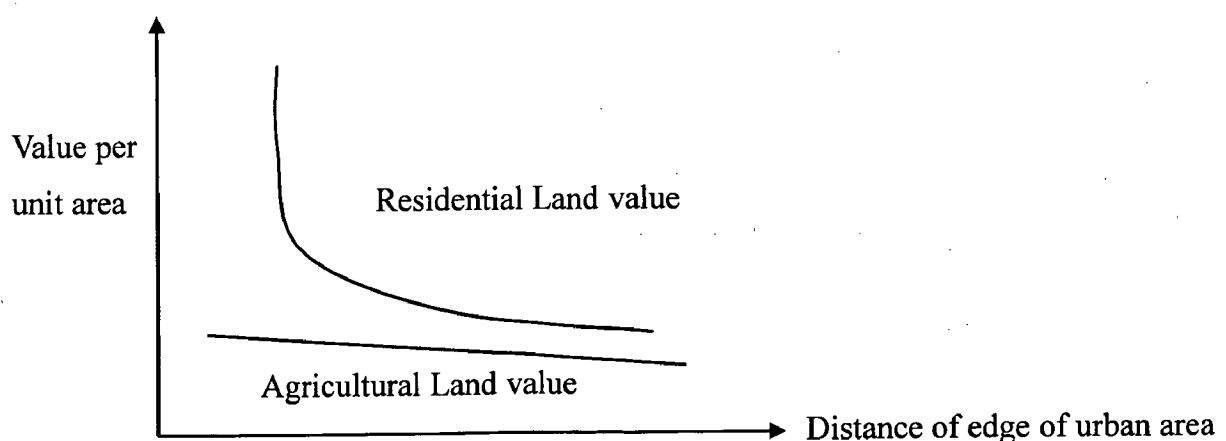 Value per
unit area
Residential Land value
Agricultural Land value
Distance of edge of urban area